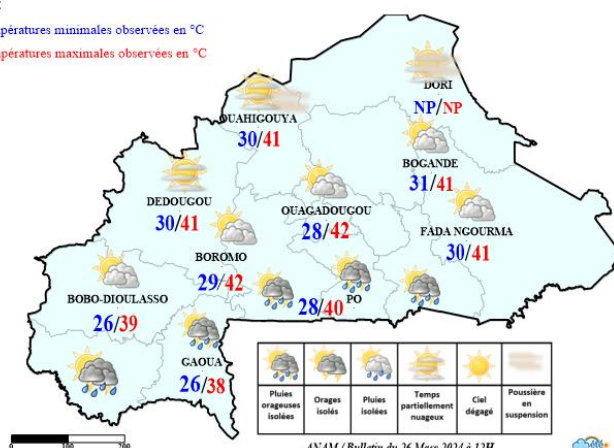 pératures minimales observées en °C
pératures maximales observées en °C
DORI
NP/NP
OUAHIGOUYA
30/41
BOGANDE
31/41
DEDOUGOU
30/41
OUAGADOUGOU
28/42
FADA NGOURMA
30/41
BOROMO
29/42
BOBO-DIOULASSO
26/39
PO
28/40
GAOUA
26/38
Pluies orageuses isolées
Orages isolés
Pluies isolées
Temps partiellement nuageux
Ciel dégagé
Poussière en suspension
100
200
ANAM / Bulletin du 26 Mars 2024 à 12H